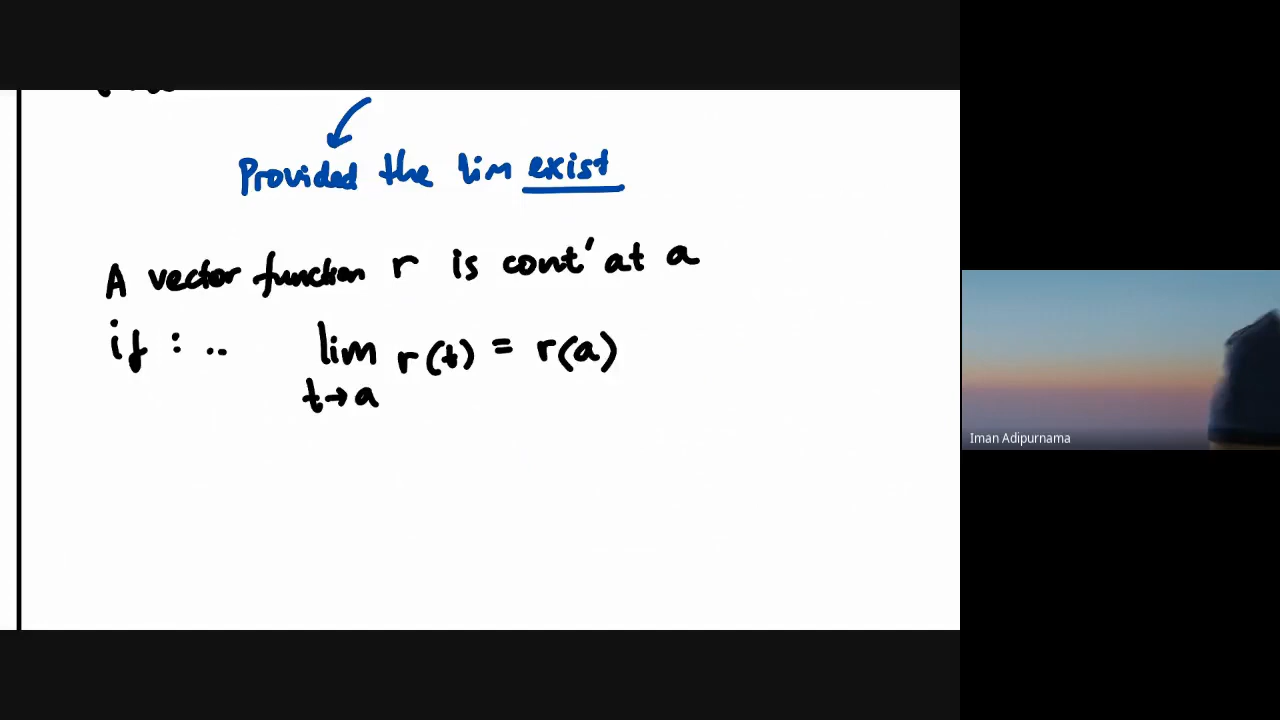 Provided the lim exist
A vector function r is cont' at a
if : .. lim r(t) = r(a)
t→a
Iman Adipurnama